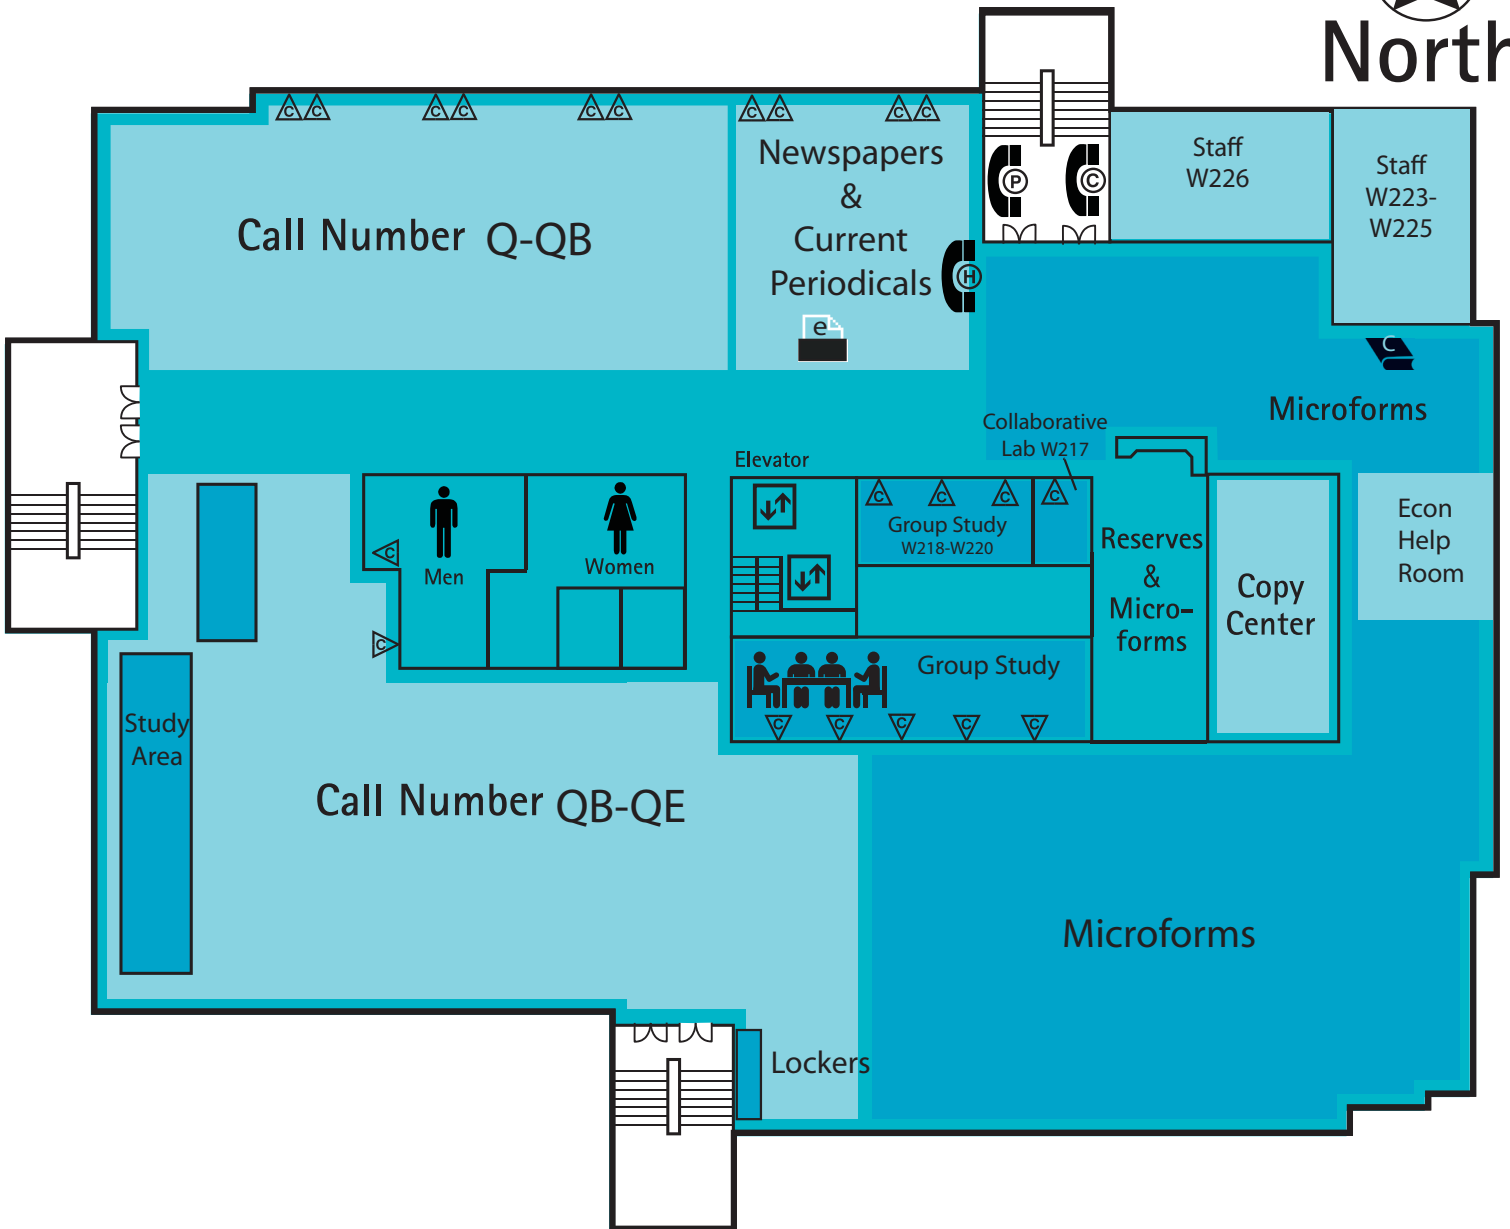 North
C C C C C C C C C C
Newspapers
&
Current
Periodicals
Call Number Q-QB
P
C
H
e
Staff
W226
Staff
W223-
W225
C
Microforms
Collaborative
Lab W217
Elevator
C C C C
Group Study
W218-W220
Reserves
&
Micro-
forms
Copy
Center
Econ
Help
Room
C
Men
Women
C
Group Study
C C C C C
Study
Area
Call Number QB-QE
Microforms
Lockers